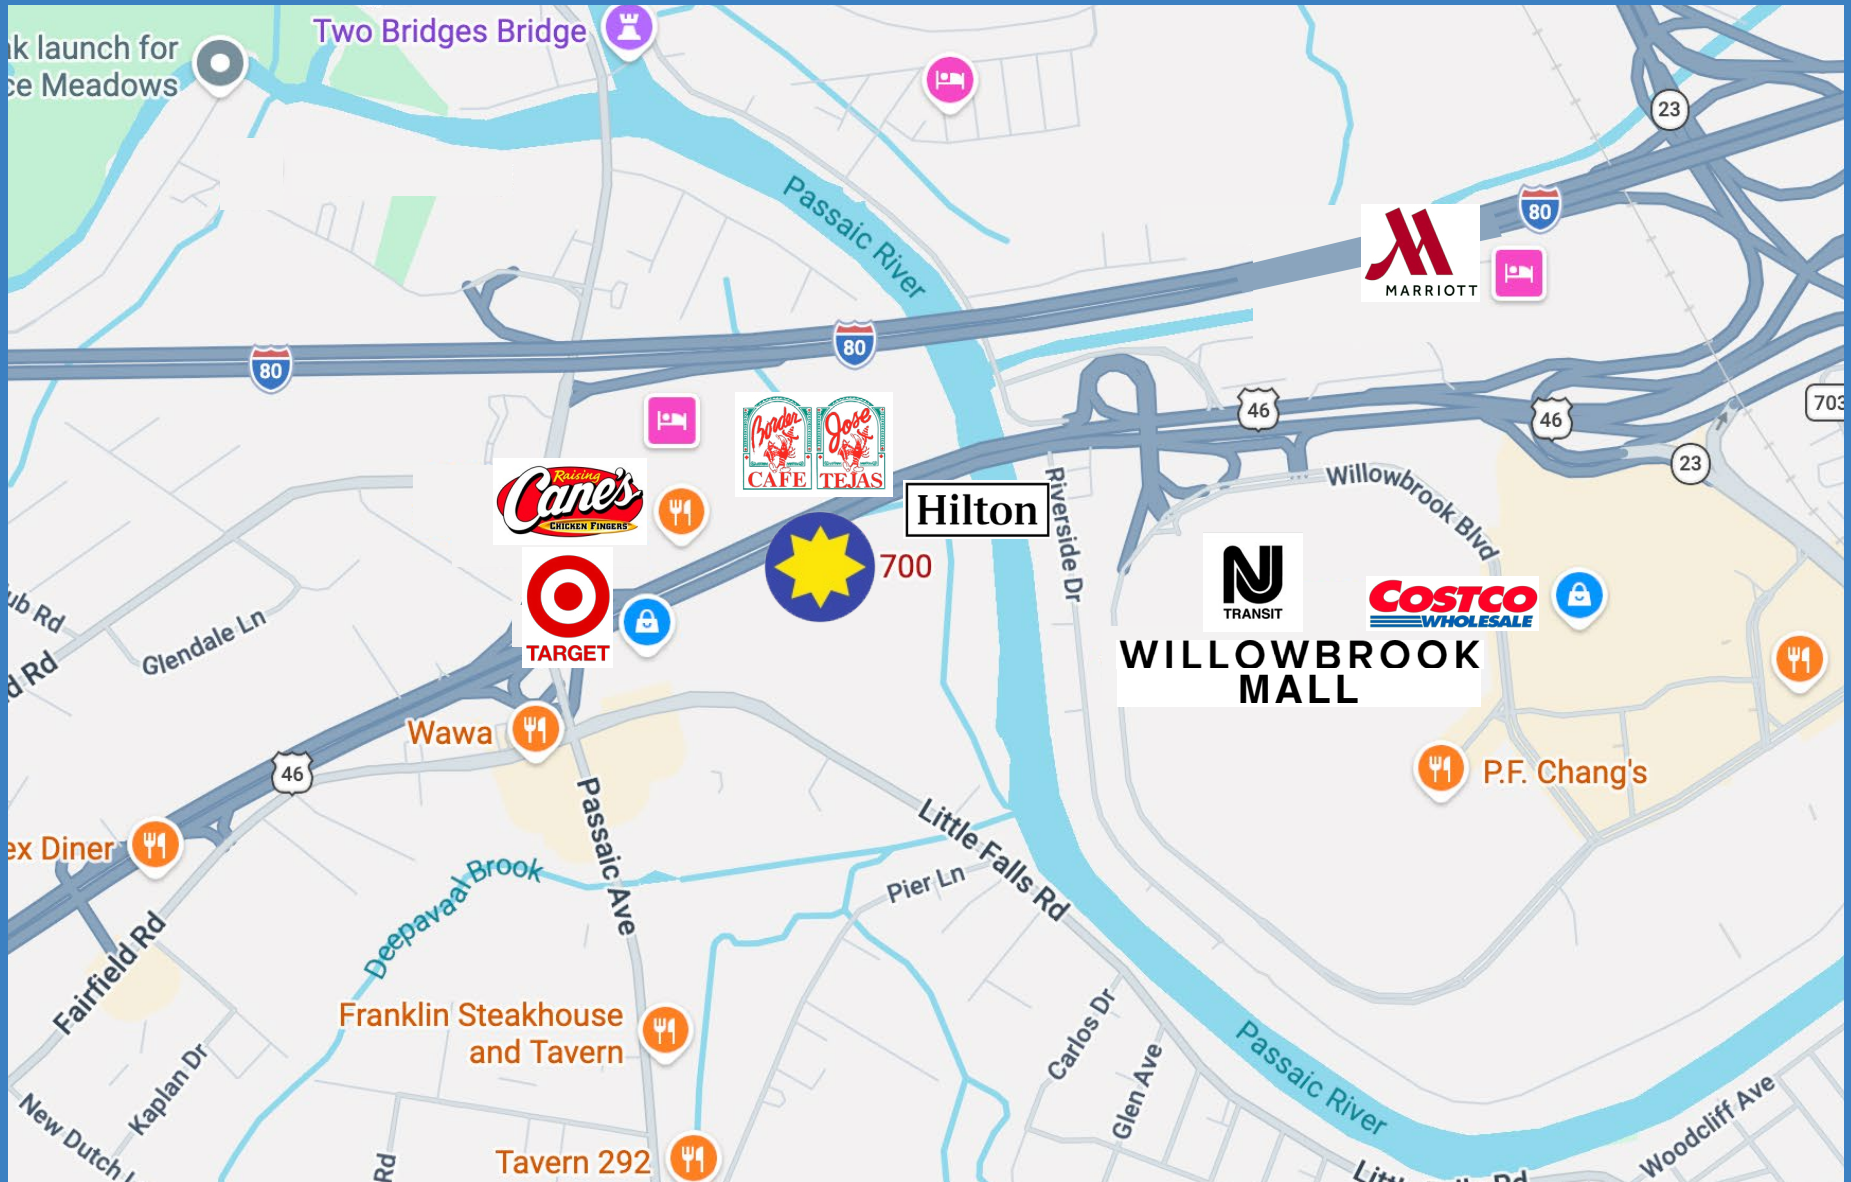 Two Bridges Bridge
k launch for
ce Meadows
23
Passaic River
80
MARRIOTT
80
80
46
46
703
23
Border
CAFE
Jose
TEJAS
Raising
Cane's
CHICKEN FINGERS
Hilton
Riverside Dr
Willowbrook Blvd
700
NJ
TRANSIT
COSTCO
WHOLESALE
TARGET
WILLOWBROOK
MALL
ub Rd
Glendale Ln
d Rd
Wawa
46
P.F. Chang's
Passaic Ave
ex Diner
Little Falls Rd
Deepavaal Brook
Pier Ln
Fairfield Rd
Franklin Steakhouse
and Tavern
Carlos Dr
Kaplan Dr
Glen Ave
Passaic River
New Dutch L
Woodcliff Ave
Tavern 292
Rd